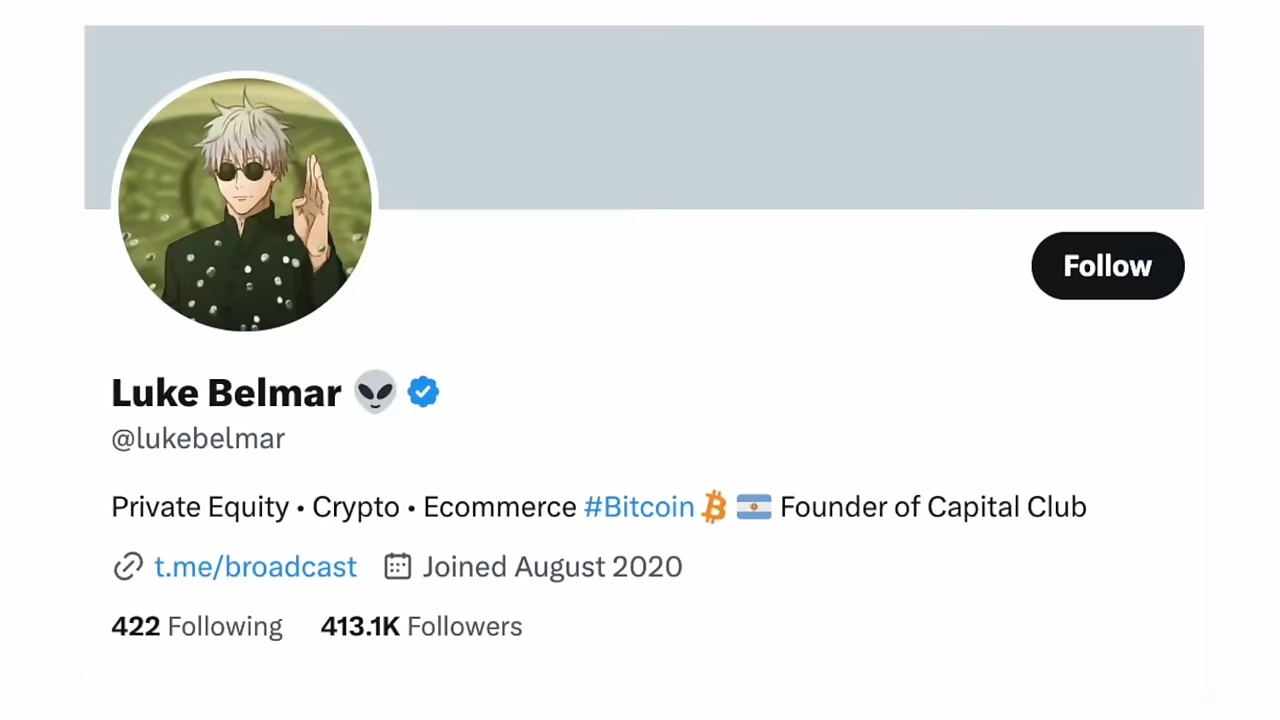 Follow
Luke Belmar 👽
@lukebelmar
Private Equity • Crypto • Ecommerce #Bitcoin 🇦🇷 Founder of Capital Club
t.me/broadcast Joined August 2020
422 Following 413.1K Followers